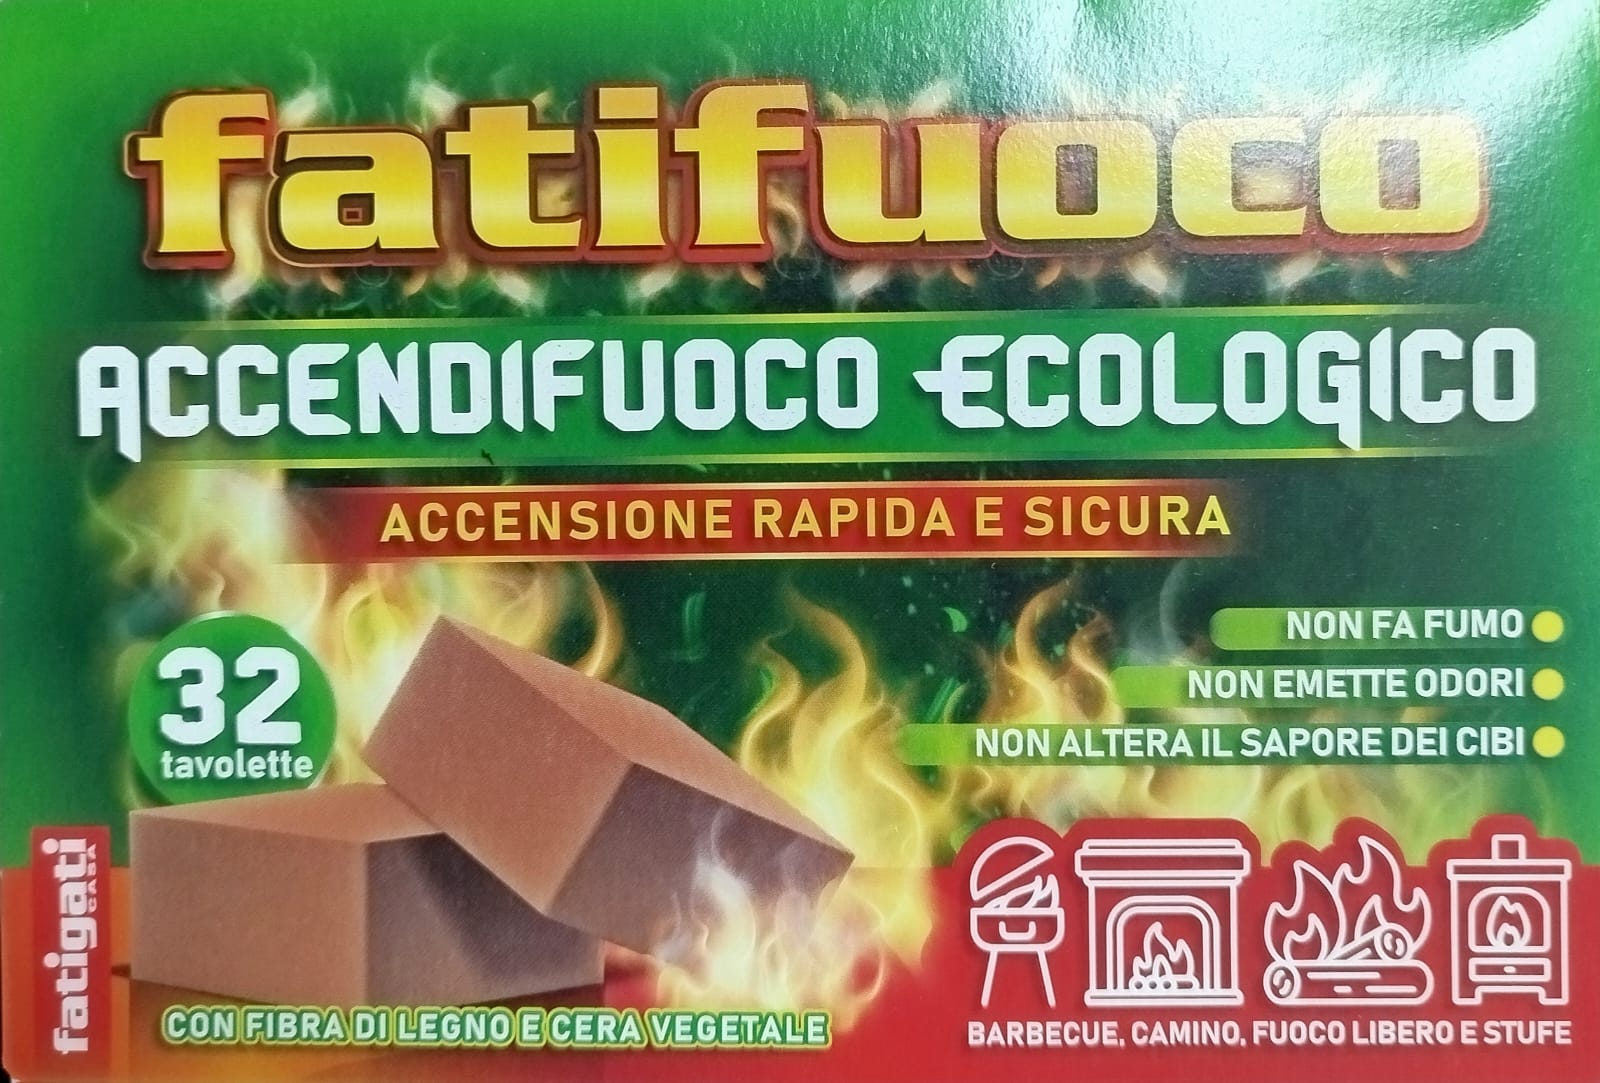 fatifuoco
ACCENDIFUOCO ECOLOGICO
ACCENSIONE RAPIDA E SICURA
NON FA FUMO
NON EMETTE ODORI
NON ALTERA IL SAPORE DEI CIBI
32
tavolette
fatigati
CASA
CON FIBRA DI LEGNO E CERA VEGETALE
BARBECUE, CAMINO, FUOCO LIBERO E STUFE